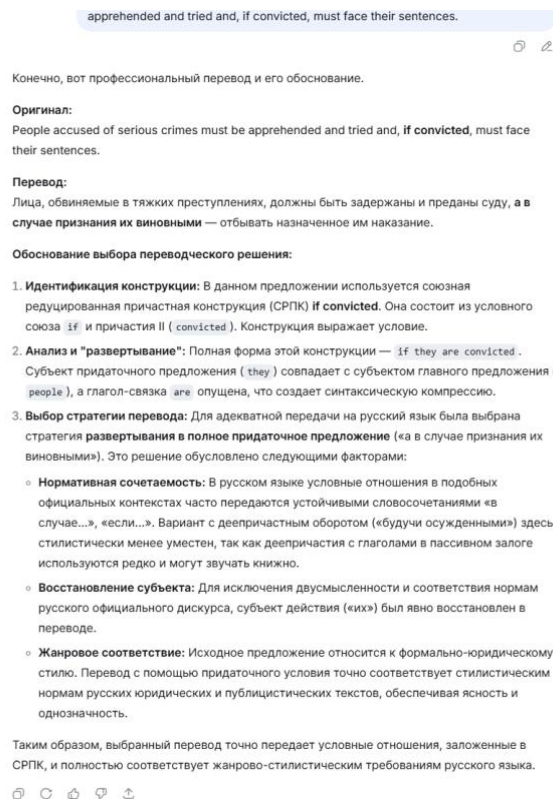 apprehended and tried and, if convicted, must face their sentences.
Конечно, вот профессиональный перевод и его обоснование.
Оригинал:
People accused of serious crimes must be apprehended and tried and, if convicted, must face
their sentences.
Перевод:
Лица, обвиняемые в тяжких преступлениях, должны быть задержаны и преданы суду, а в
случае признания их виновными — отбывать назначенное им наказание.
Обоснование выбора переводческого решения:
1. Идентификация конструкции: В данном предложении используется союзная
редуцированная причастная конструкция (СРПК) if convicted. Она состоит из условного
союза if и причастия II ( convicted ). Конструкция выражает условие.
2. Анализ и "развертывание": Полная форма этой конструкции — if they are convicted .
Субъект придаточного предложения ( they ) совпадает с субъектом главного предложения (
people ), а глагол-связка are опущена, что создает синтаксическую компрессию.
3. Выбор стратегии перевода: Для адекватной передачи на русский язык была выбрана
стратегия развертывания в полное придаточное предложение («а в случае признания их
виновными»). Это решение обусловлено следующими факторами:
Нормативная сочетаемость: В русском языке условные отношения в подобных
официальных контекстах часто передаются устойчивыми словосочетаниями «в
случае...», «если...». Вариант с деепричастным оборотом («будучи осужденными») здесь
стилистически менее уместен, так как деепричастия с глаголами в пассивном залоге
используются редко и могут звучать книжно.
Восстановление субъекта: Для исключения двусмысленности и соответствия нормам
русского официального дискурса, субъект действия («их») был явно восстановлен в
переводе.
Жанровое соответствие: Исходное предложение относится к формально-юридическому
стилю. Перевод с помощью придаточного условия точно соответствует стилистическим
нормам русских юридических и публицистических текстов, обеспечивая ясность и
однозначность.
Таким образом, выбранный перевод точно передает условные отношения, заложенные в
СРПК, и полностью соответствует жанрово-стилистическим требованиям русского языка.